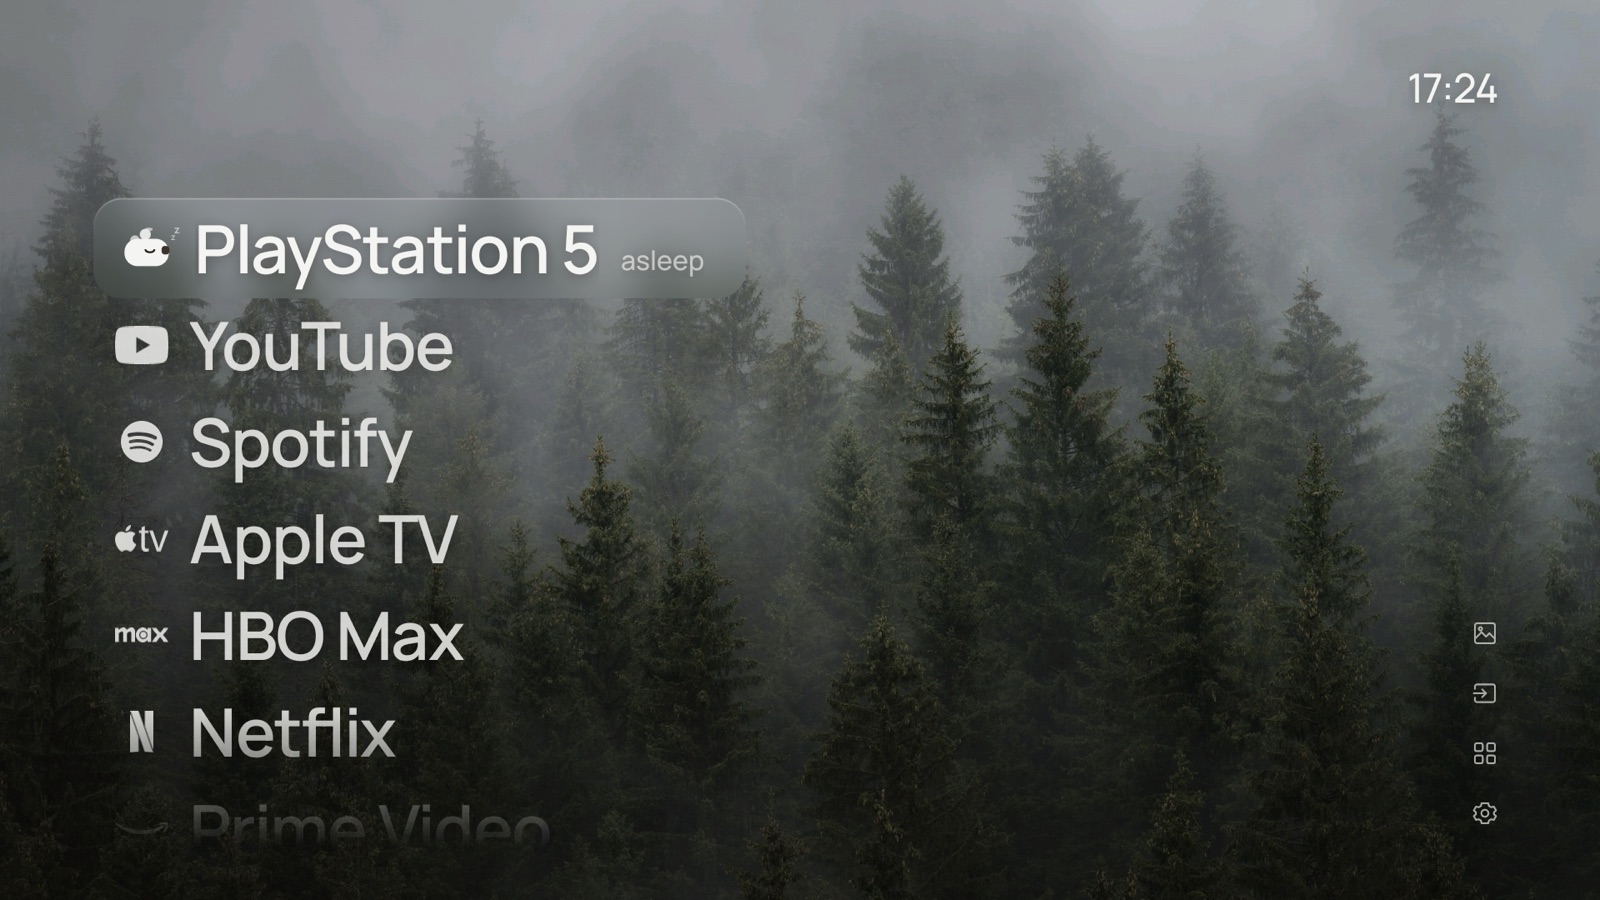 17:24
PlayStation 5 asleep
YouTube
Spotify
tv Apple TV
max HBO Max
N Netflix
Prime Video